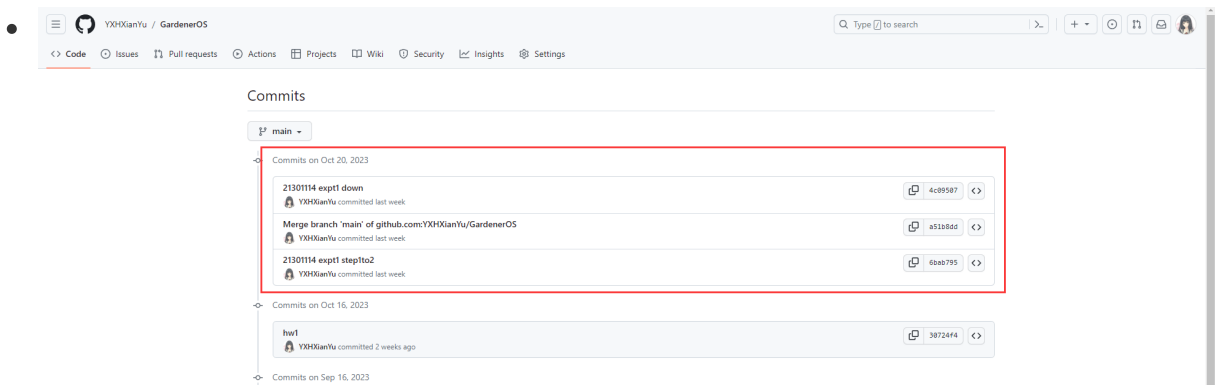 YXHXianYu / GardenerOS
Type / to search
<> Code Issues Pull requests Actions Projects Wiki Security Insights Settings
Commits
main
Commits on Oct 20, 2023
21301114 expt1 down
4c09507
YXHXianYu committed last week
Merge branch 'main' of github.com:YXHXianYu/GardenerOS
a51b8dd
YXHXianYu committed last week
21301114 expt1 step1to2
6bab795
YXHXianYu committed last week
Commits on Oct 16, 2023
hw1
30724f4
YXHXianYu committed 2 weeks ago
Commits on Sep 16, 2023